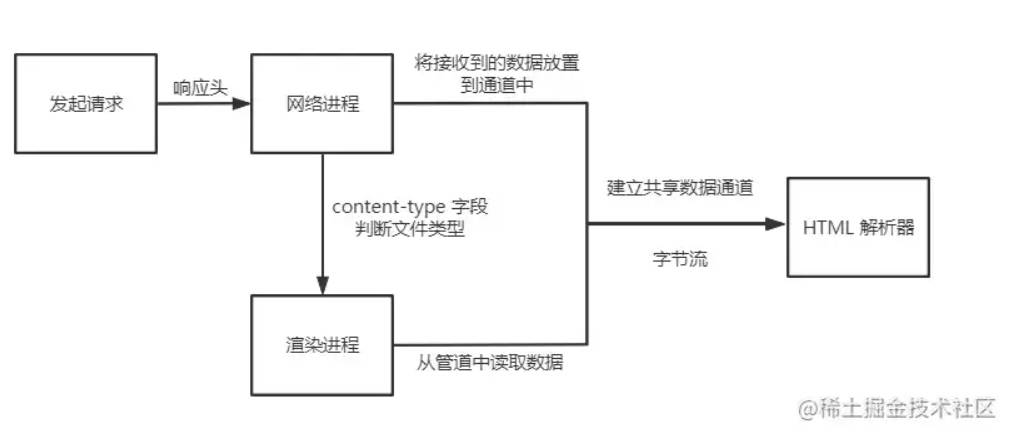 发起请求
响应头
网络进程
将接收到的数据放置
到通道中
content-type 字段
判断文件类型
建立共享数据通道
HTML 解析器
字节流
渲染进程
从管道中读取数据
@稀土掘金技术社区